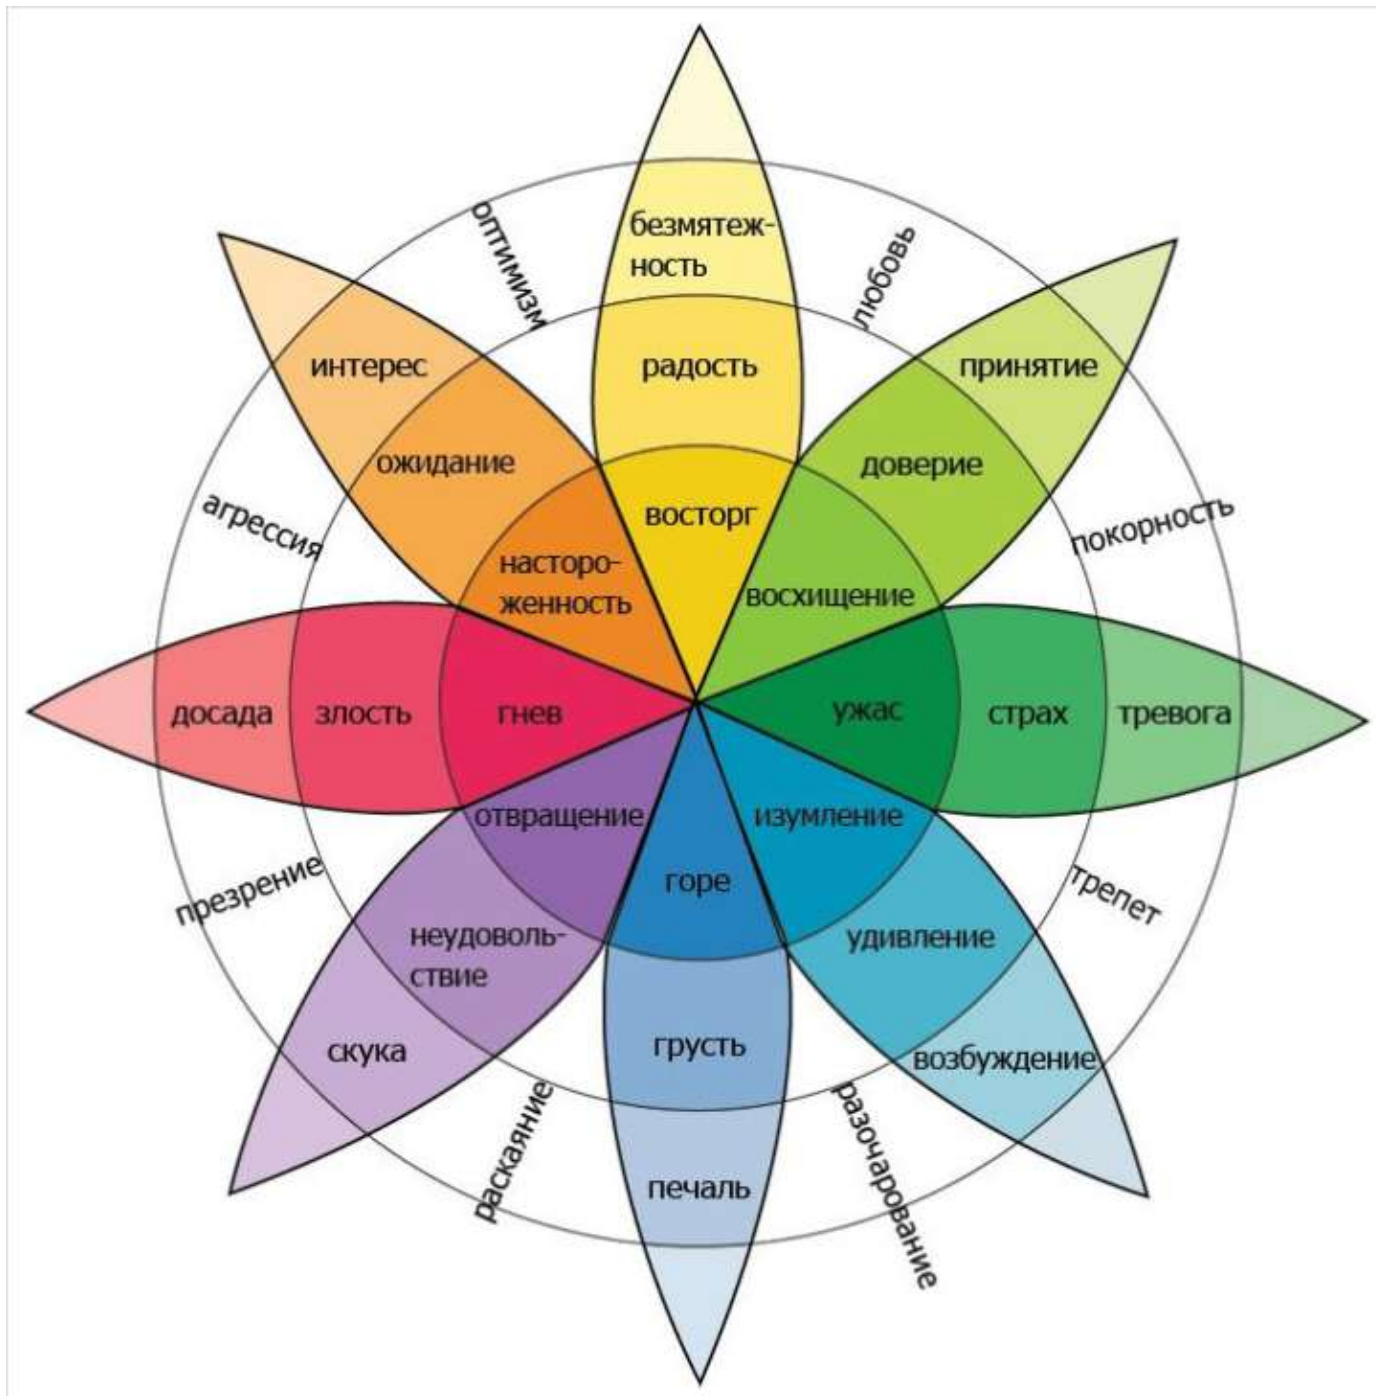 оптимизм
безмятеж-
ность
любовь
интерес
радость
принятие
ожидание
доверие
агрессия
восторг
покорность
насторо-
женность
восхищение
досада
злость
гнев
ужас
страх
тревога
отвращение
изумление
презрение
горе
трепет
неудоволь-
ствие
удивление
скука
грусть
возбуждение
раскаяние
печаль
разочарование